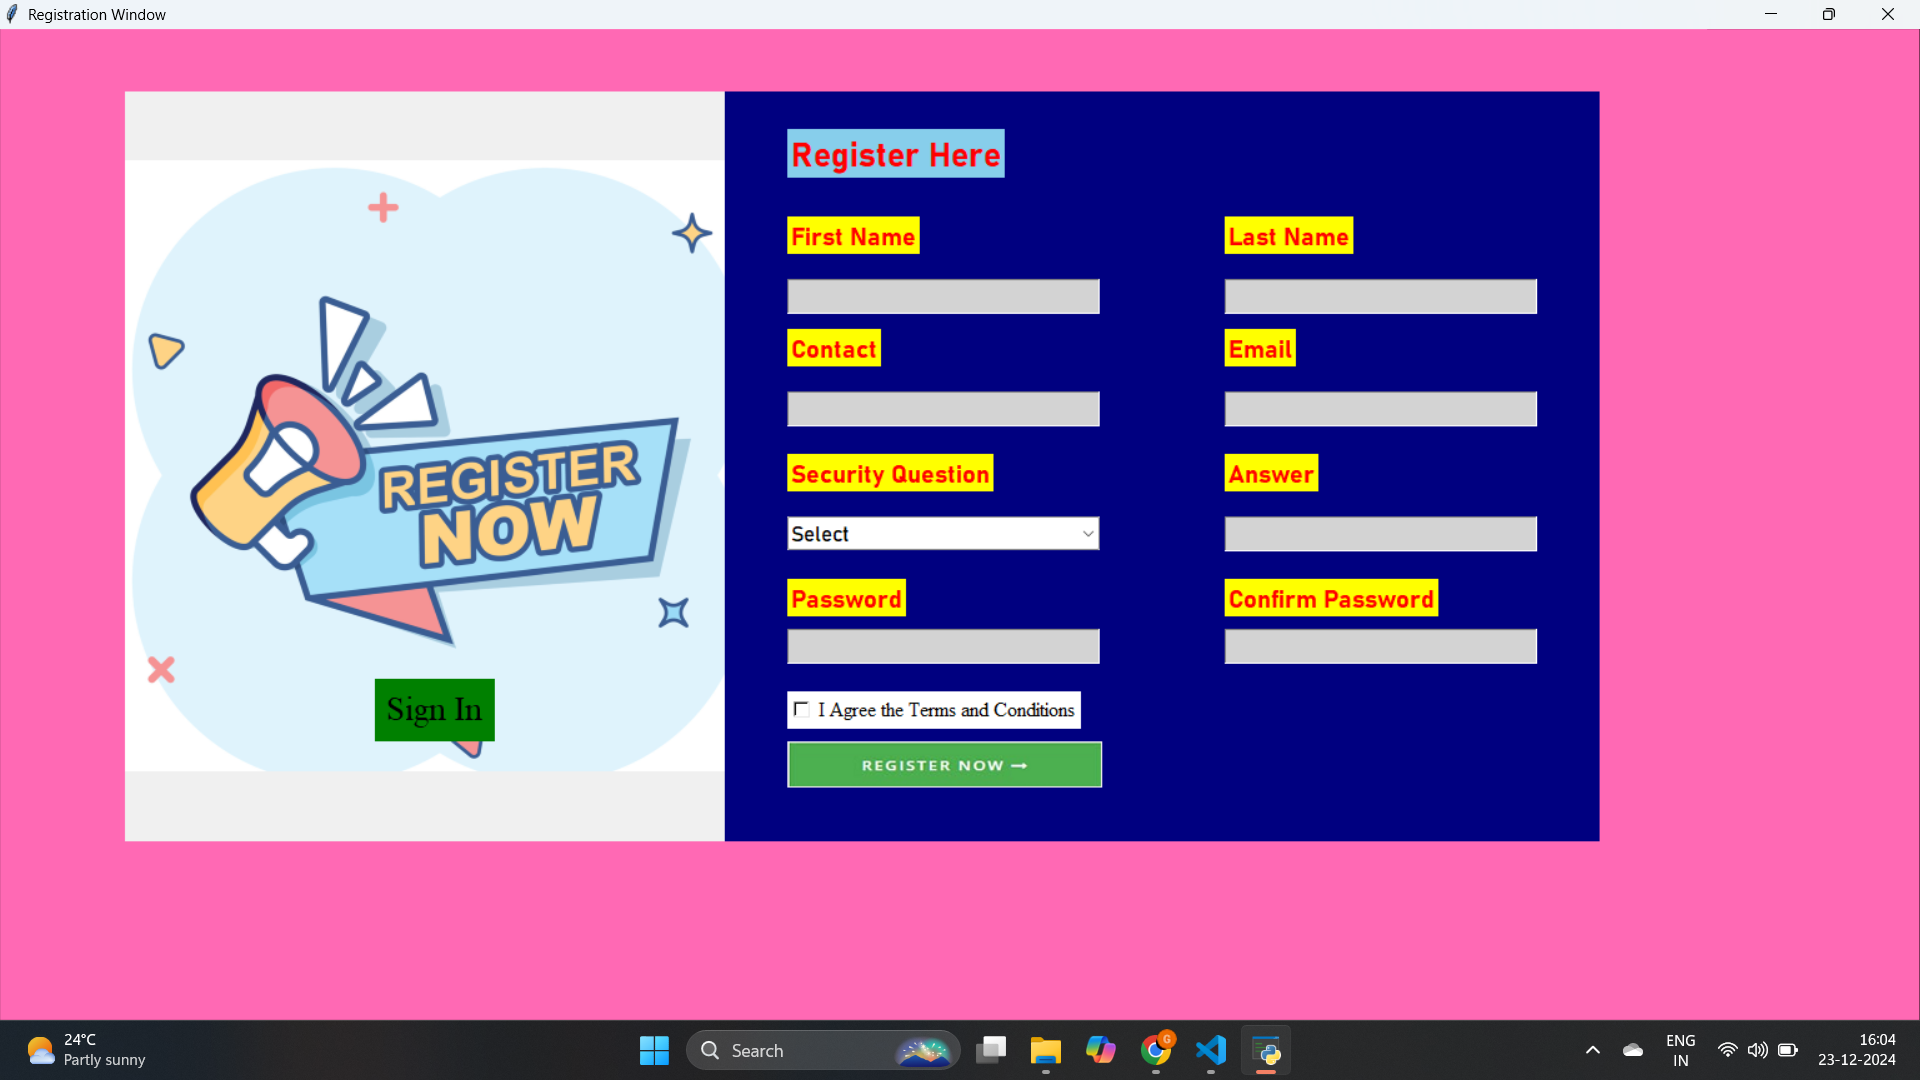 Registration Window
Register Here
First Name
Last Name
Contact
Email
REGISTER
NOW
Security Question
Answer
Select
Password
Confirm Password
Sign In
I Agree the Terms and Conditions
REGISTER NOW →
24°C
Partly sunny
Search
G
ENG
IN
16:04
23-12-2024